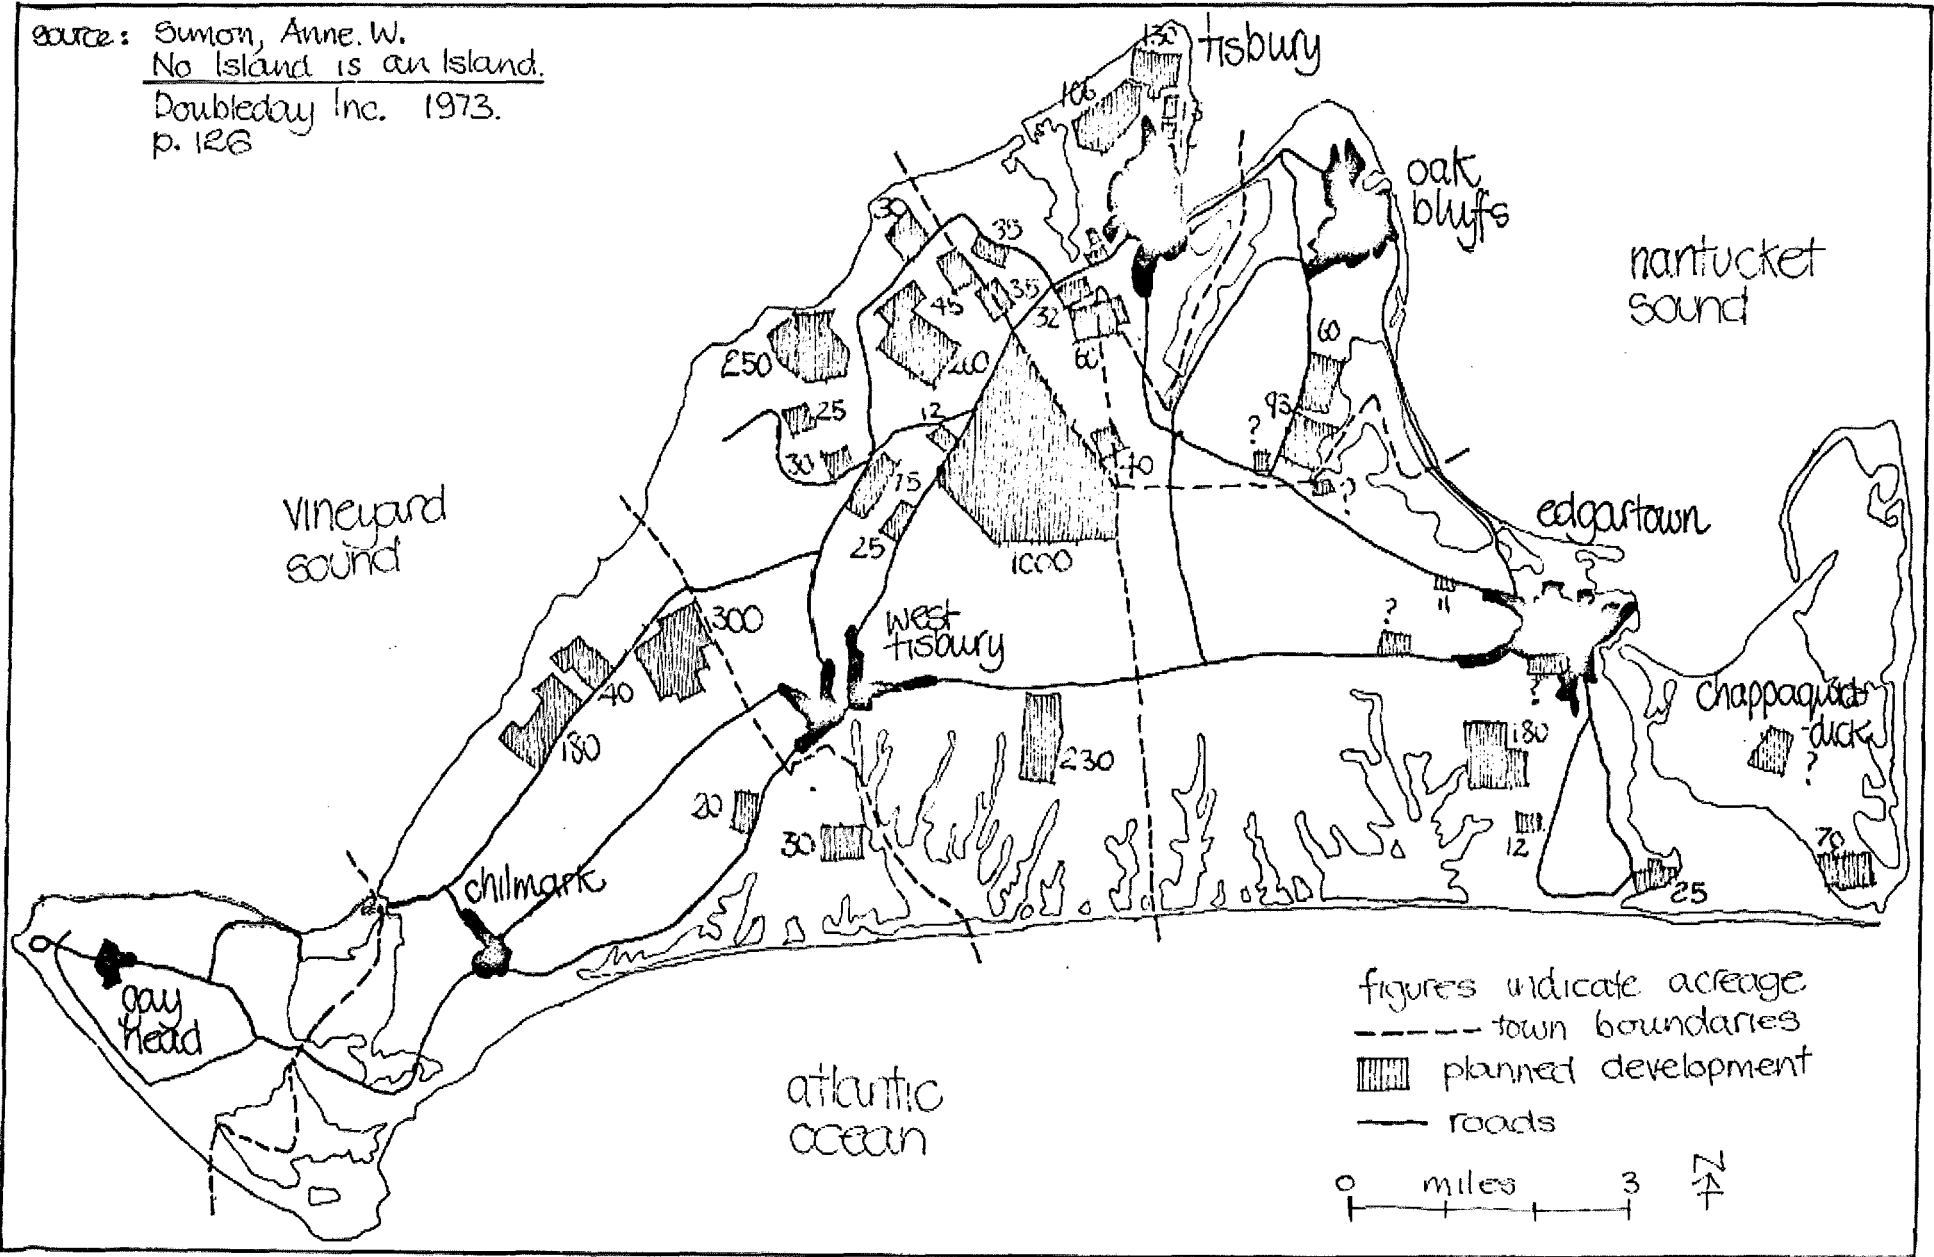 source: Simon, Anne. W.
No Island is an Island.
Doubleday Inc. 1973.
p. 126
130
tisbury
106
oak
bluffs
nantucket
sound
30
35
45
35
32
60
250
60
25
12
93
?
30
75
40
?
25
1000
vineyard
sound
edgartown
300
west
tisbury
11
?
40
180
?
chappaquid-
dick
?
230
180
20
30
12
70
25
chilmark
gay
head
atlantic
ocean
figures indicate acreage
town boundaries
planned development
roads
0 miles 3
N